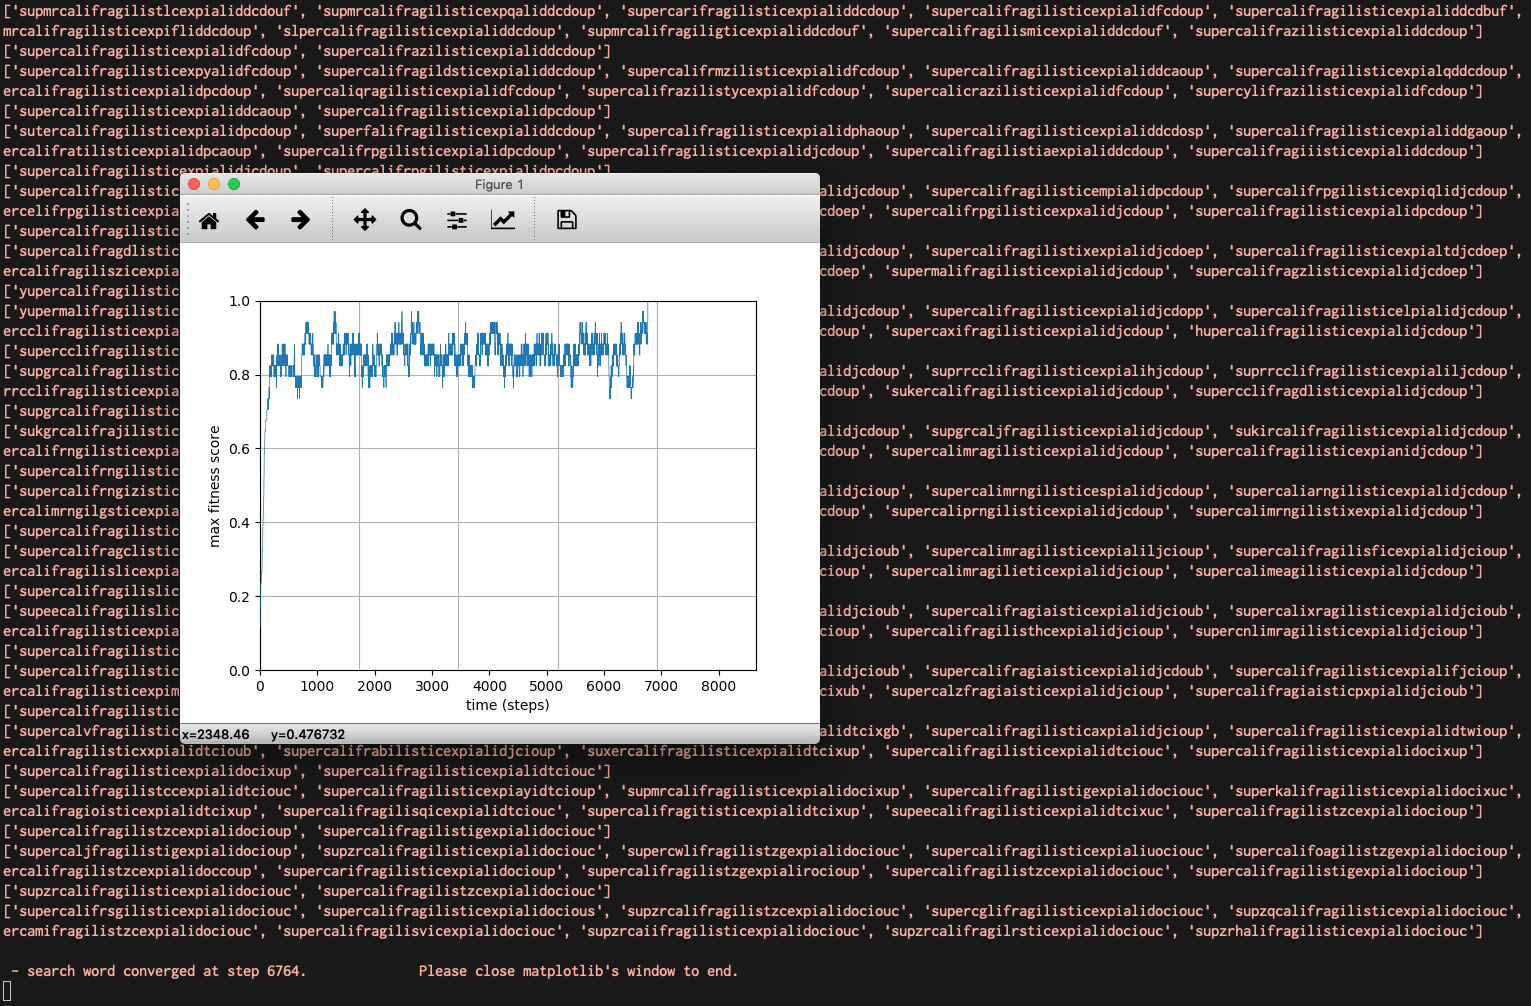 ['supmrcalifragilistlcexpialiddcdouf', 'supmrcalifragilisticexpqaliddcdoup', 'supercarifragilisticexpialiddcdoup', 'supercalifragilisticexpialidfcdoup', 'supercalifragilisticexpialiddcdbuf',
mrcalifragilisticexpifliddcdoup', 'slpercalifragilisticexpialiddcdoup', 'supmrcalifragiligticexpialiddcdouf', 'supercalifragilismicexpialiddcdouf', 'supercalifrazilisticexpialiddcdoup']
['supercalifragilisticexpialidfcdoup', 'supercalifrazilisticexpialiddcdoup']
['supercalifragilisticexpyalidfcdoup', 'supercalifragildsticexpialiddcdoup', 'supercalifrmzilisticexpialidfcdoup', 'supercalifragilisticexpialiddcaoup', 'supercalifragilisticexpialqddcdoup',
ercalifragilisticexpialidpcdoup', 'supercaliqragilisticexpialidfcdoup', 'supercalifrazilistycexpialidfcdoup', 'supercalicrazilisticexpialidfcdoup', 'supercylifrazilisticexpialidfcdoup']
['supercalifragilisticexpialiddcaoup', 'supercalifragilisticexpialidpcdoup']
['sutercalifragilisticexpialidpcdoup', 'superfalifragilisticexpialiddcdoup', 'supercalifragilisticexpialidphaoup', 'supercalifragilisticexpialiddcdosp', 'supercalifragilisticexpialiddgaoup',
ercalifratilisticexpialidpcaoup', 'supercalifrpgilisticexpialidpcdoup', 'supercalifragilisticexpialidjcdoup', 'supercalifragilistiaexpialiddcdoup', 'supercalifragiiisticexpialiddcdoup']
['supercalifragilisticexpialidjcdoup', 'supercalifrpgilisticexpialidpcdoup']
Figure 1
['supercalifragilistic alidjcdoup', 'supercalifragilisticempialidpcdoup', 'supercalifrpgilisticexpiqlidjcdoup',
ercelifrpgilisticexpia cdoep', 'supercalifrpgilisticexpxalidjcdoup', 'supercalifragilisticexpialidpcdoup']
['supercalifragilistic
['supercalifragdlistic alidjcdoup', 'supercalifragilistixexpialidjcdoep', 'supercalifragilisticexpialtdjcdoep',
ercalifragiliszicexpia cdoep', 'supermalifragilisticexpialidjcdoup', 'supercalifragzlisticexpialidjcdoep']
['yupercalifragilistic
['yupermalifragilistic alidjcdoup', 'supercalifragilisticexpialidjcdopp', 'supercclifragilisticelpialidjcdoup',
ercclifragilisticexpia cdoup', 'supercaxifragilrsticexpialidjcdoup', 'hupercalifragilisticexpialidjcdoup']
['supercclifragilistic
['supgrcalifragilistic alidjcdoup', 'suprrcclifragilisticexpialihjcdoup', 'supercclifragilisticexpialiljcdoup',
rrcclifragilisticexpia cdoup', 'sukercalifragilisticexpialidjcdoup', 'supercclifragdlisticexpialidjcdoup']
['supgrcalifragilistic
['sukgrcalifrajilistic alidjcdoup', 'supgrcaljfragilisticexpialidjcdoup', 'sukircalifragilisticexpialidjcdoup',
ercalifrngilisticexpia cdoup', 'supercalimragilisticexpialidjcdoup', 'supercalifragilisticexpianidjcdoup']
['supercalifrngilistic
['supercalifrngizistic alidjcioup', 'supercalimrngilisticespialidjcdoup', 'supercaliarngilisticexpialidjcdoup',
ercalimrngilgsticexpia cdoup', 'supercaliprngilisticexpialidjcdoup', 'supercalimrngilistixexpialidjcdoup']
['supercalifragilistic
['supercalifragclistic alidjcioub', 'supercalimragilisticexpialiljcioup', 'supercalifragilisficexpialidjcioup',
ercalifragilislicexpia cioup', 'supercalimragilieticexpialidjcioup', 'supercalimeagilisticexpialidjcdoup']
['supercalifragilislic
['supeecalifragilislic alidjcioub', 'supercalifragiaisticexpialidjcioub', 'supercalixragilisticexpialidjcioub',
ercalifragilisticexpia cioup', 'supercalifragilisthcexpialidjcioup', 'supercnlimragilisticexpialidjcioup']
['supercalifragilistic
['supercalifragilistic alidjcioub', 'supercalifragiaisticexpialidjcdoub', 'supercalifragilisticexpialifjcioup',
ercalifragilisticexpim cixub', 'supercalzfragiaisticexpialidjcioup', 'supercalifragiaisticpxpialidjcioub']
['supercalifragilistic
['supercalvfragilistic alidtcixgb', 'supercalifragilisticaxpialidjcioup', 'supercalifragilisticexpialidtwioup',
ercalifragilisticxxpialidtcioub', 'supercalifrabilisticexpialidjcioup', 'suxercalifragilisticexpialidtcixup', 'supercalifragilisticexpialidtciouc', 'supercalifragilisticexpialidocixup']
['supercalifragilisticexpialidocixup', 'supercalifragilisticexpialidtciouc']
['supercalifragilistccexpialidtciouc', 'supercalifragilisticexpiayidtcioup', 'supmrcalifragilisticexpialidocixup', 'supercalifragilistigexpialidociouc', 'superkalifragilisticexpialidocixuc',
ercalifragioisticexpialidtcixup', 'supercalifragilisqicexpialidtciouc', 'supercalifragitisticexpialidtcixup', 'supeecalifragilisticexpialidtcixuc', 'supercalifragilistzcexpialidocioup']
['supercalifragilistzcexpialidocioup', 'supercalifragilistigexpialidociouc']
['supercaljfragilistigexpialidocioup', 'supzrcalifragilisticexpialidociouc', 'supercwlifragilistzgexpialidociouc', 'supercalifragilisticexpialiuociouc', 'supercalifoagilistzgexpialidocioup',
ercalifragilistzcexpialidoccoup', 'supercarifragilisticexpialidocioup', 'supercalifragilistzgexpialirocioup', 'supercalifragilistzcexpialidociouc', 'supercalifragilistigexpialidocioup']
['supzrcalifragilisticexpialidociouc', 'supercalifragilistzcexpialidociouc']
['supercalifrsgilisticexpialidociouc', 'supercalifragilisticexpialidocious', 'supzrcalifragilistzcexpialidociouc', 'supercglifragilisticexpialidociouc', 'supzqcalifragilisticexpialidociouc',
ercamifragilistzcexpialidociouc', 'supercalifragilisvicexpialidociouc', 'supzrcaiifragilisticexpialidociouc', 'supzrcalifragilrsticexpialidociouc', 'supzrhalifragilisticexpialidociouc']
1.0
0.8
0.6
0.4
0.2
0.0
max fitness score
0 1000 2000 3000 4000 5000 6000 7000 8000
time (steps)
x=2348.46 y=0.476732
- search word converged at step 6764. Please close matplotlib's window to end.